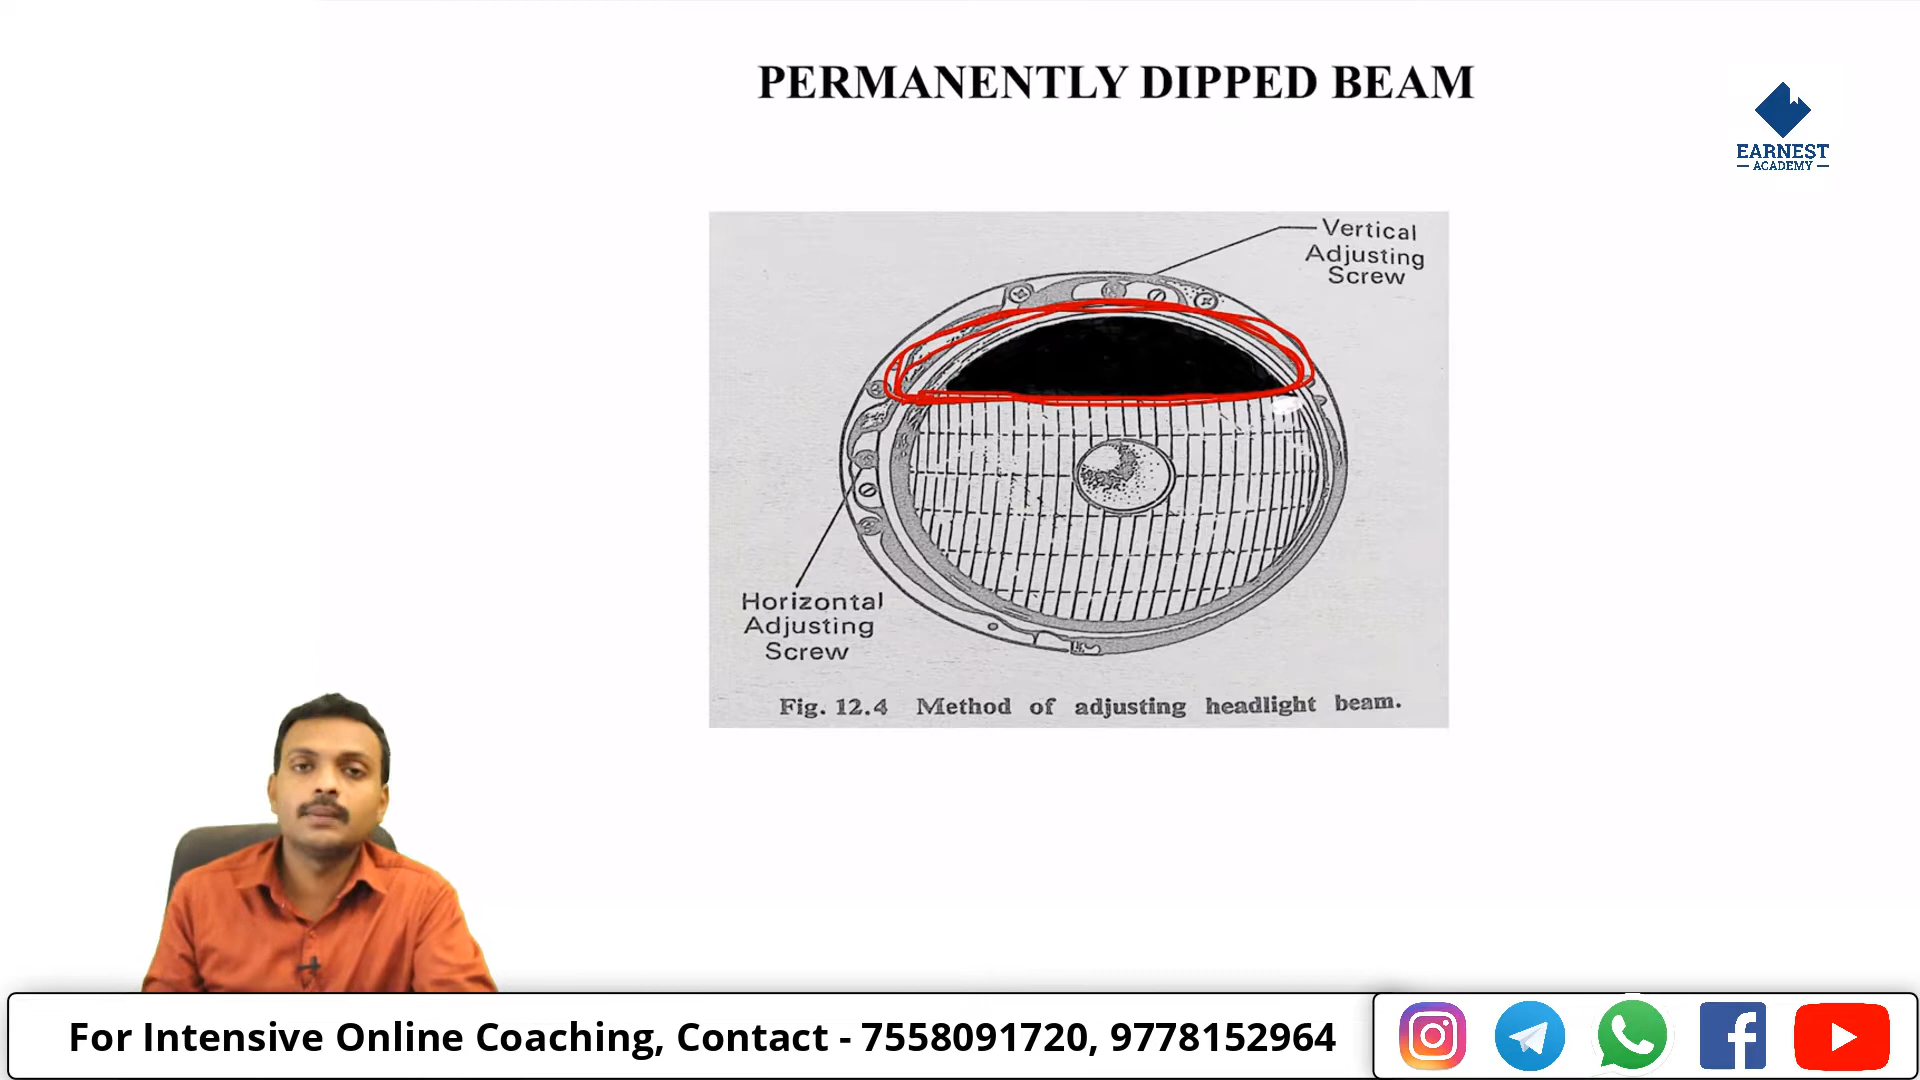 PERMANENTLY DIPPED BEAM
EARNEST
ACADEMY
Vertical
Adjusting
Screw
Horizontal
Adjusting
Screw
Fig. 12.4 Method of adjusting headlight beam.
For Intensive Online Coaching, Contact - 7558091720, 9778152964